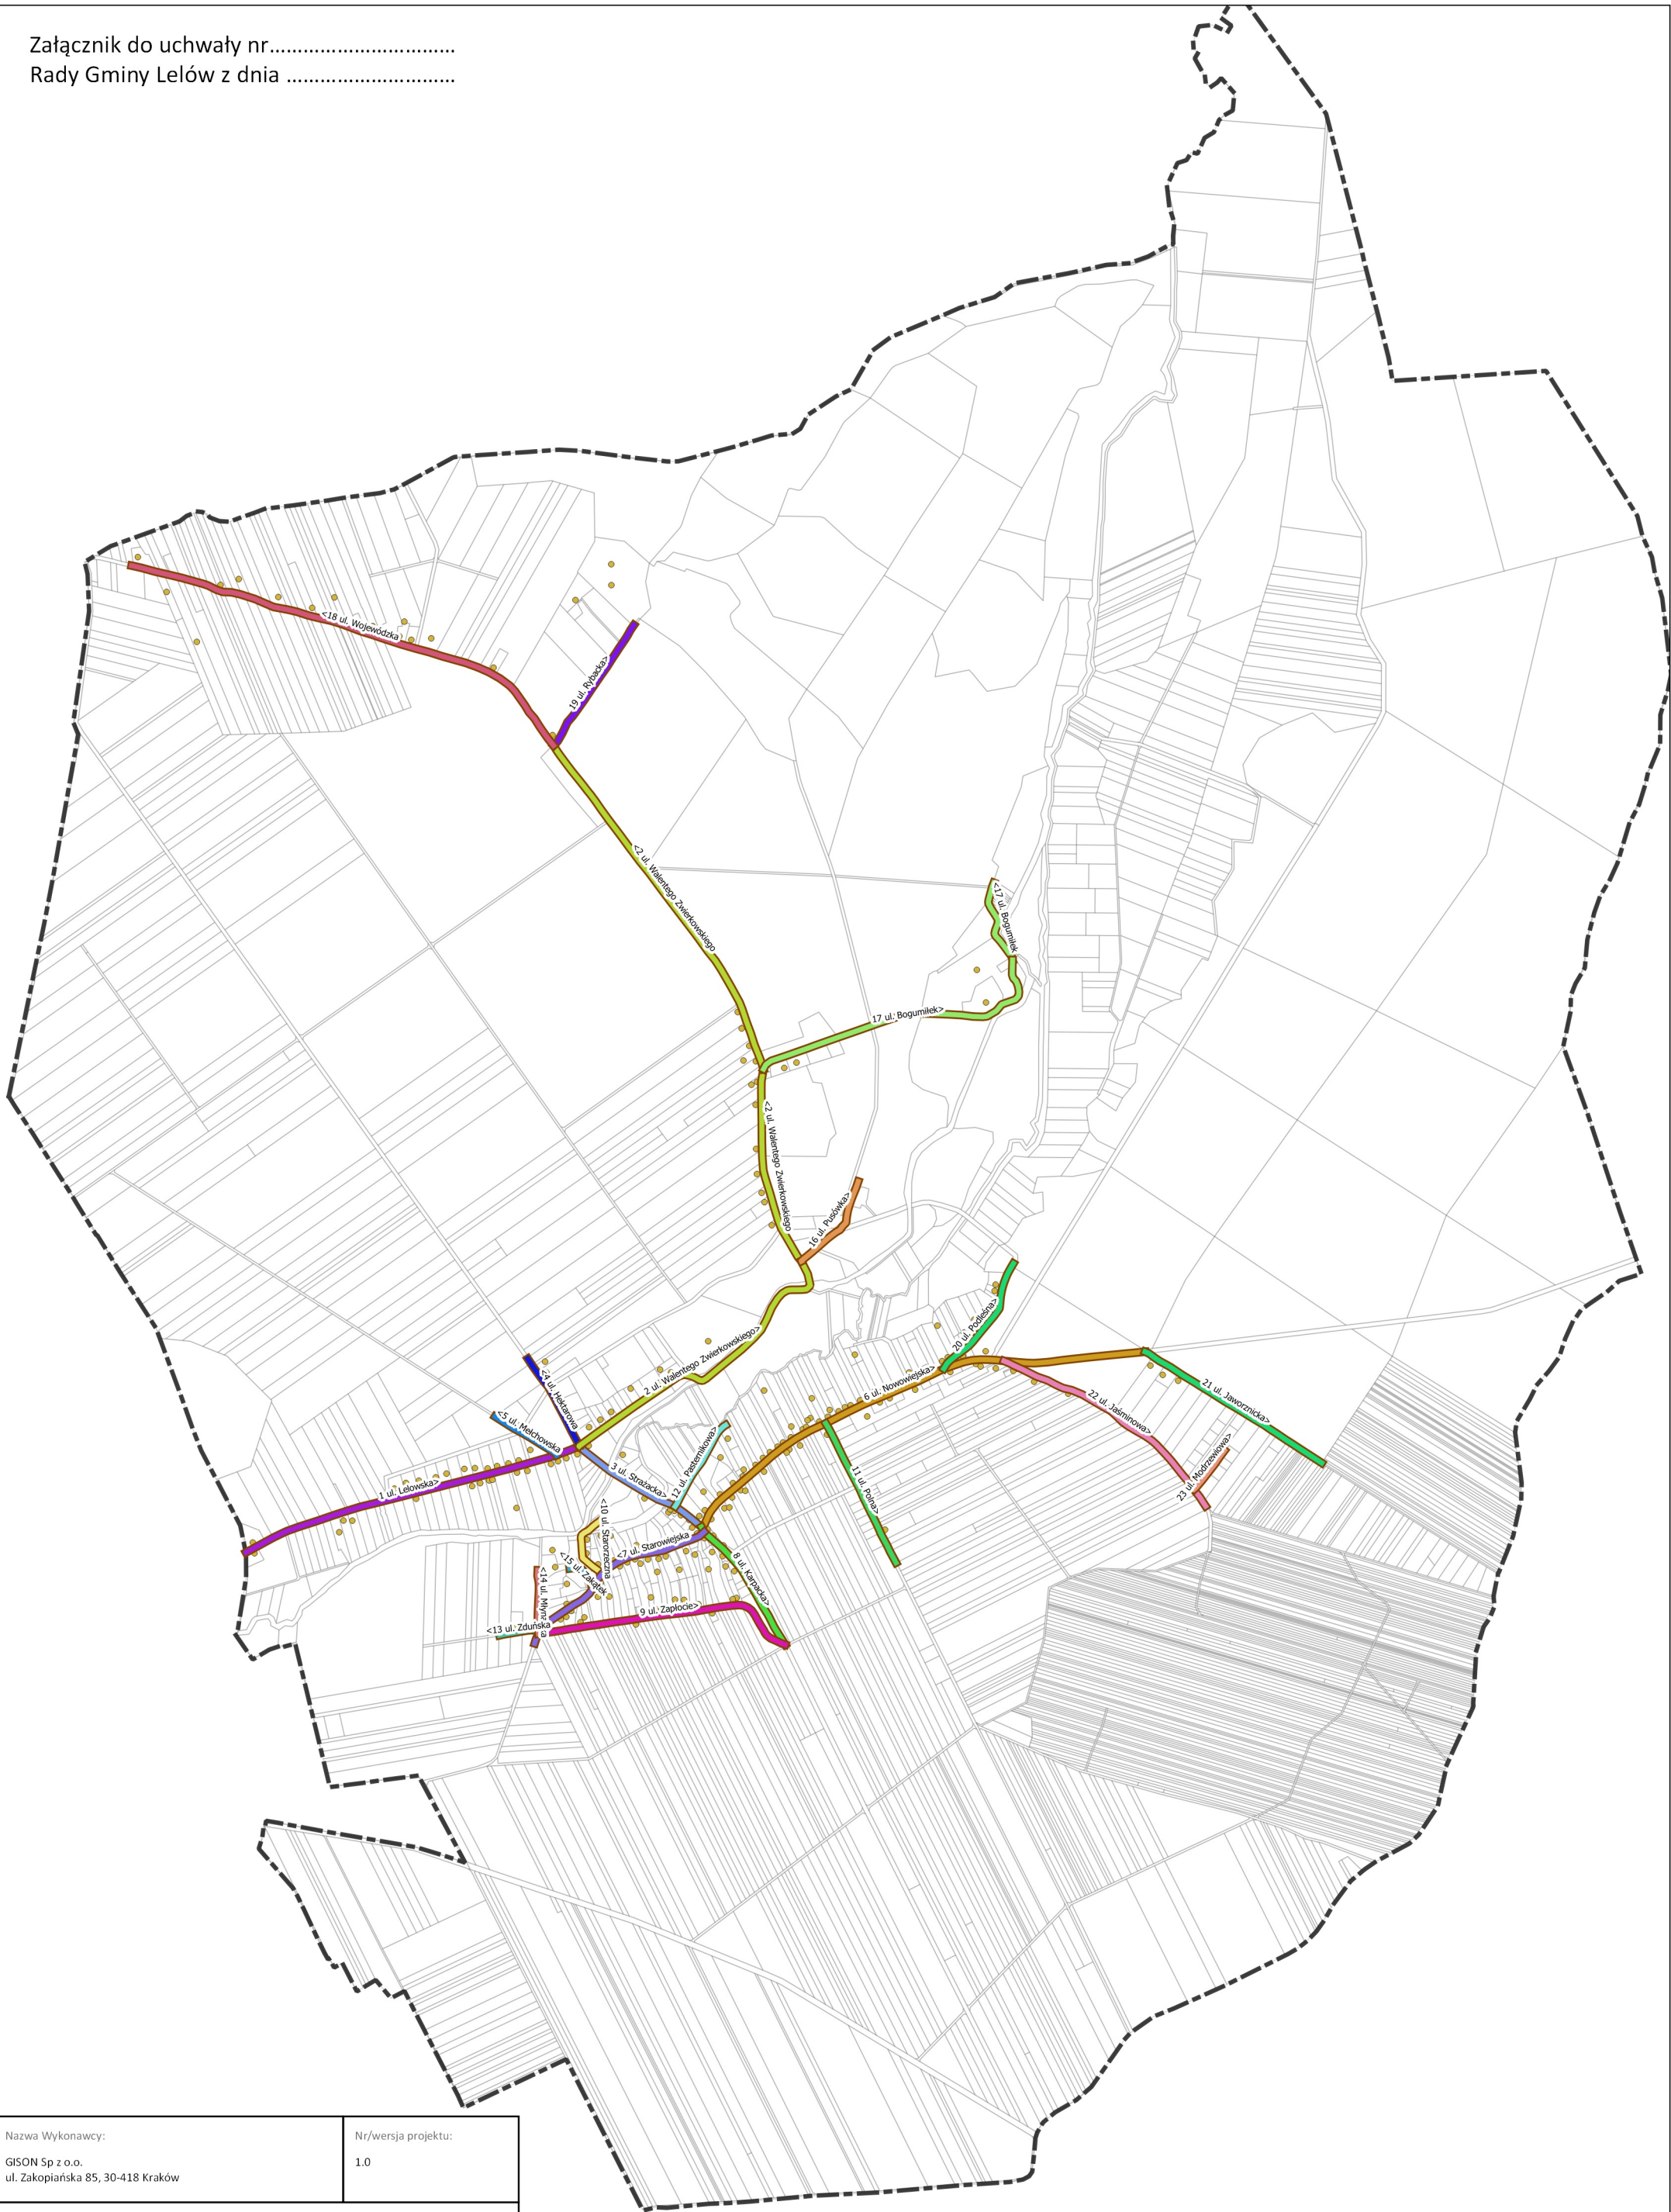 Załącznik do uchwały nr.................................
Rady Gminy Lelów z dnia ..............................
<18 ul. Wojewódzka
19 ul. Rybacka>
<2 ul. Walentego Zwierkowskiego
<17 ul. Bogumiłek
17 ul. Bogumiłek>
<2 ul. Walentego Zwierkowskiego
16 ul. Pusówka>
20 ul. Podleśna>
2 ul. Walentego Zwierkowskiego>
<4 ul. Hektarowa
6 ul. Nowowiejska>
21 ul. Jaworznicka>
22 ul. Jaśminowa>
<5 ul. Mełchowska
12 ul. Pasternikowa>
3 ul. Strażacka>
11 ul. Polna>
23 ul. Modrzewiowa>
1 ul. Lelowska>
<10 ul. Starorzeczna
<7 ul. Starowiejska
<15 ul. Zakątek
8 ul. Karpacka>
<14 ul.
9 ul. Zapłocie>
<13 ul. Zduńska
Nazwa Wykonawcy:
Nr/wersja projektu:
GISON Sp z o.o.
1.0
ul. Zakopiańska 85, 30-418 Kraków